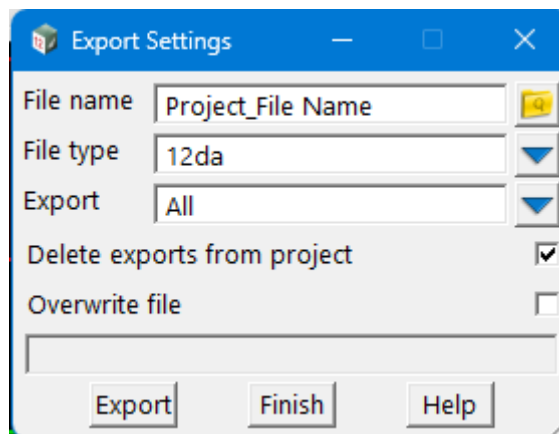 Export Settings
File name Project_File Name
File type 12da
Export All
Delete exports from project
Overwrite file
Export Finish Help